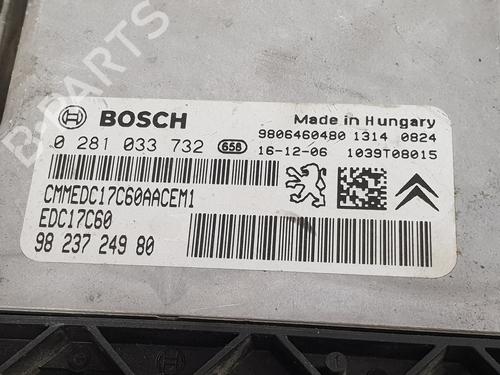 BOSCH
Made in Hungary
0 281 033 732 656
9806460480 1314 0824
16-12-06 1039T08015
CMMEDC17C60AACEM1
EDC17C60
98 237 249 80
B-PARTS